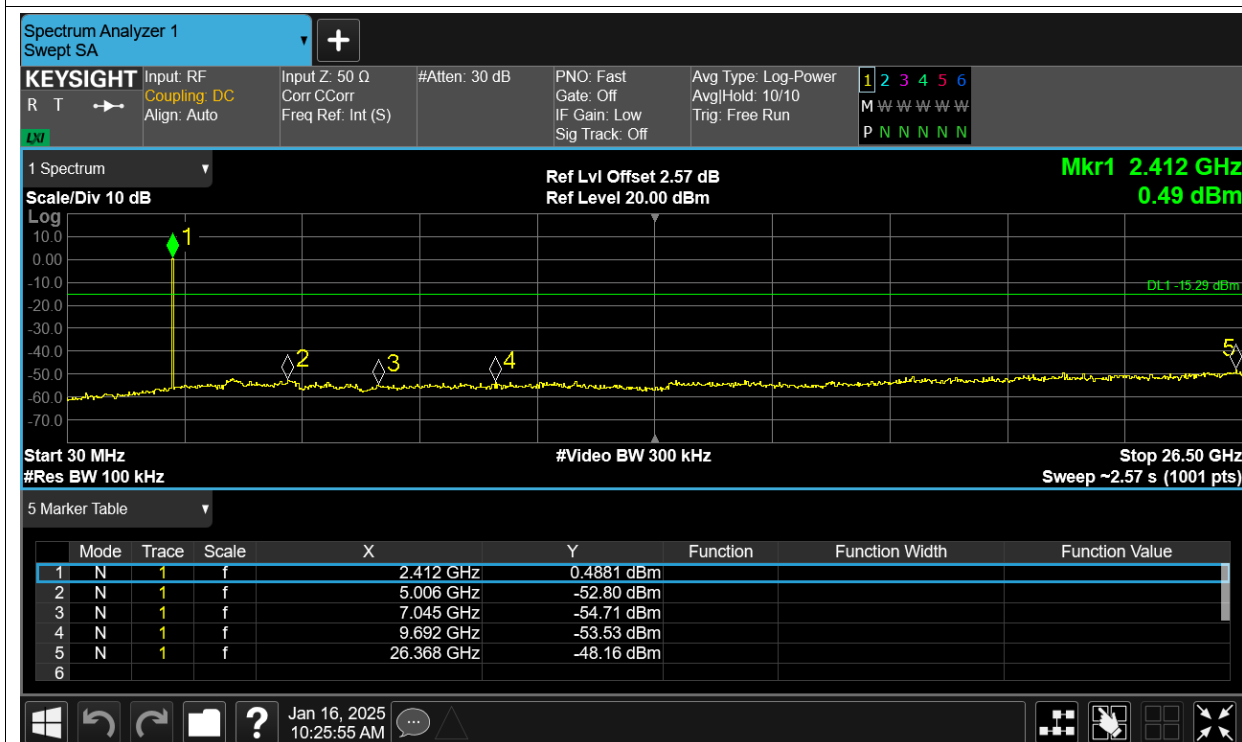 Spectrum Analyzer 1
Swept SA
+
KEYSIGHT
R T
LXI
Input: RF
Coupling: DC
Align: Auto
Input Z: 50 Ω
Corr CCorr
Freq Ref: Int (S)
#Atten: 30 dB
PNO: Fast
Gate: Off
IF Gain: Low
Sig Track: Off
Avg Type: Log-Power
Avg|Hold: 10/10
Trig: Free Run
1 2 3 4 5 6
M W W W W W
P N N N N N
1 Spectrum
Scale/Div 10 dB
Ref Lvl Offset 2.57 dB
Ref Level 20.00 dBm
Mkr1 2.412 GHz
0.49 dBm
Log
10.0
0.00
-10.0
-20.0
-30.0
-40.0
-50.0
-60.0
-70.0
1
2
3
4
5
DL1 -15.29 dBm
Start 30 MHz
#Res BW 100 kHz
#Video BW 300 kHz
Stop 26.50 GHz
Sweep ~2.57 s (1001 pts)
5 Marker Table
Mode Trace Scale X Y Function Function Width Function Value
1 N 1 f 2.412 GHz 0.4881 dBm
2 N 1 f 5.006 GHz -52.80 dBm
3 N 1 f 7.045 GHz -54.71 dBm
4 N 1 f 9.692 GHz -53.53 dBm
5 N 1 f 26.368 GHz -48.16 dBm
6
?
Jan 16, 2025
10:25:55 AM